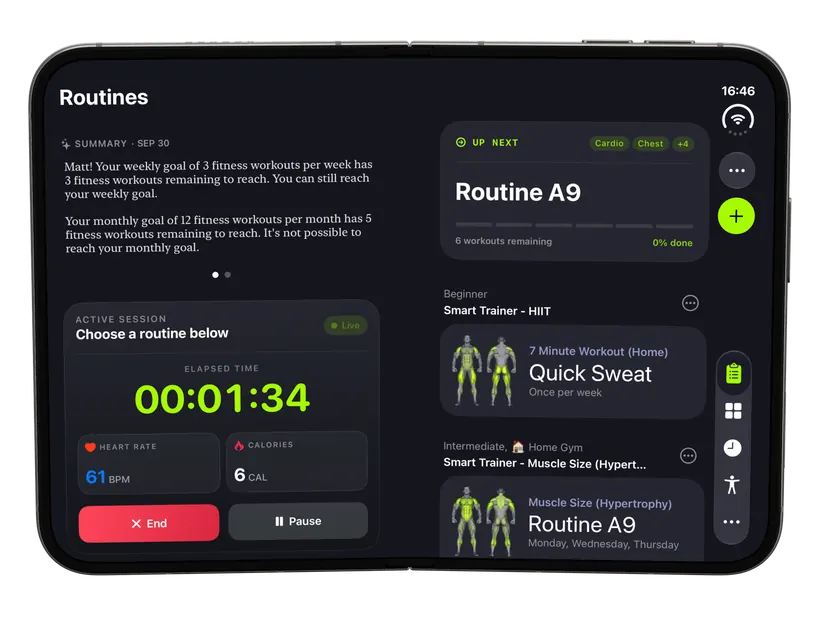 Routines
SUMMARY · SEP 30
Matt! Your weekly goal of 3 fitness workouts per week has
3 fitness workouts remaining to reach. You can still reach
your weekly goal.
Your monthly goal of 12 fitness workouts per month has 5
fitness workouts remaining to reach. It's not possible to
reach your monthly goal.
ACTIVE SESSION
Choose a routine below
Live
ELAPSED TIME
00:01:34
HEART RATE
61 BPM
CALORIES
6 CAL
End
Pause
UP NEXT
Cardio
Chest
+4
Routine A9
6 workouts remaining
0% done
Beginner
Smart Trainer - HIIT
7 Minute Workout (Home)
Quick Sweat
Once per week
Intermediate, 🏠 Home Gym
Smart Trainer - Muscle Size (Hypert...
Muscle Size (Hypertrophy)
Routine A9
Monday, Wednesday, Thursday
16:46